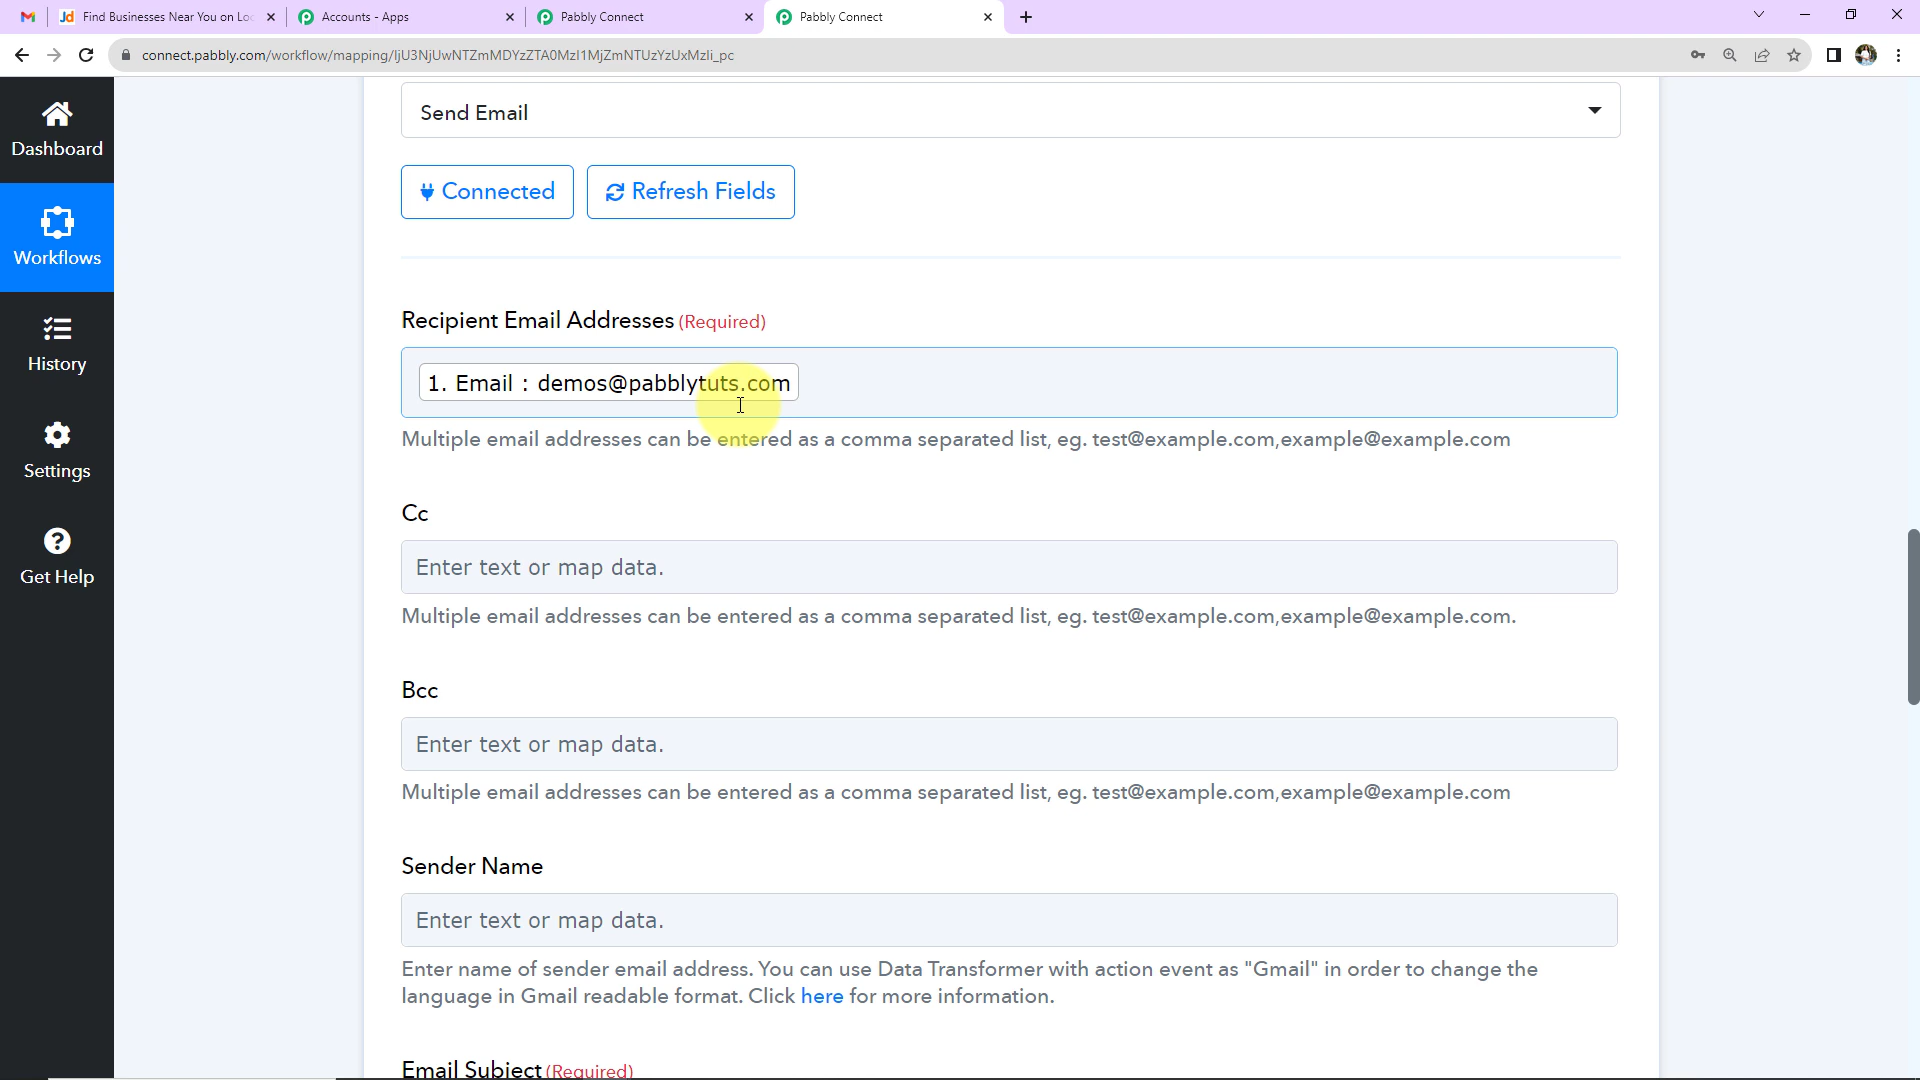 Find Businesses Near You on Lo
Accounts - Apps
Pabbly Connect
Pabbly Connect
Send Email
Dashboard
Connected
Refresh Fields
Workflows
Recipient Email Addresses (Required)
History
1. Email : demos@pabblytuts.com
Multiple email addresses can be entered as a comma separated list, eg. test@example.com,example@example.com
Settings
Cc
Get Help
Enter text or map data.
Multiple email addresses can be entered as a comma separated list, eg. test@example.com,example@example.com.
Bcc
Enter text or map data.
Multiple email addresses can be entered as a comma separated list, eg. test@example.com,example@example.com
Sender Name
Enter text or map data.
Enter name of sender email address. You can use Data Transformer with action event as "Gmail" in order to change the
language in Gmail readable format. Click here for more information.
Email Subject (Required)